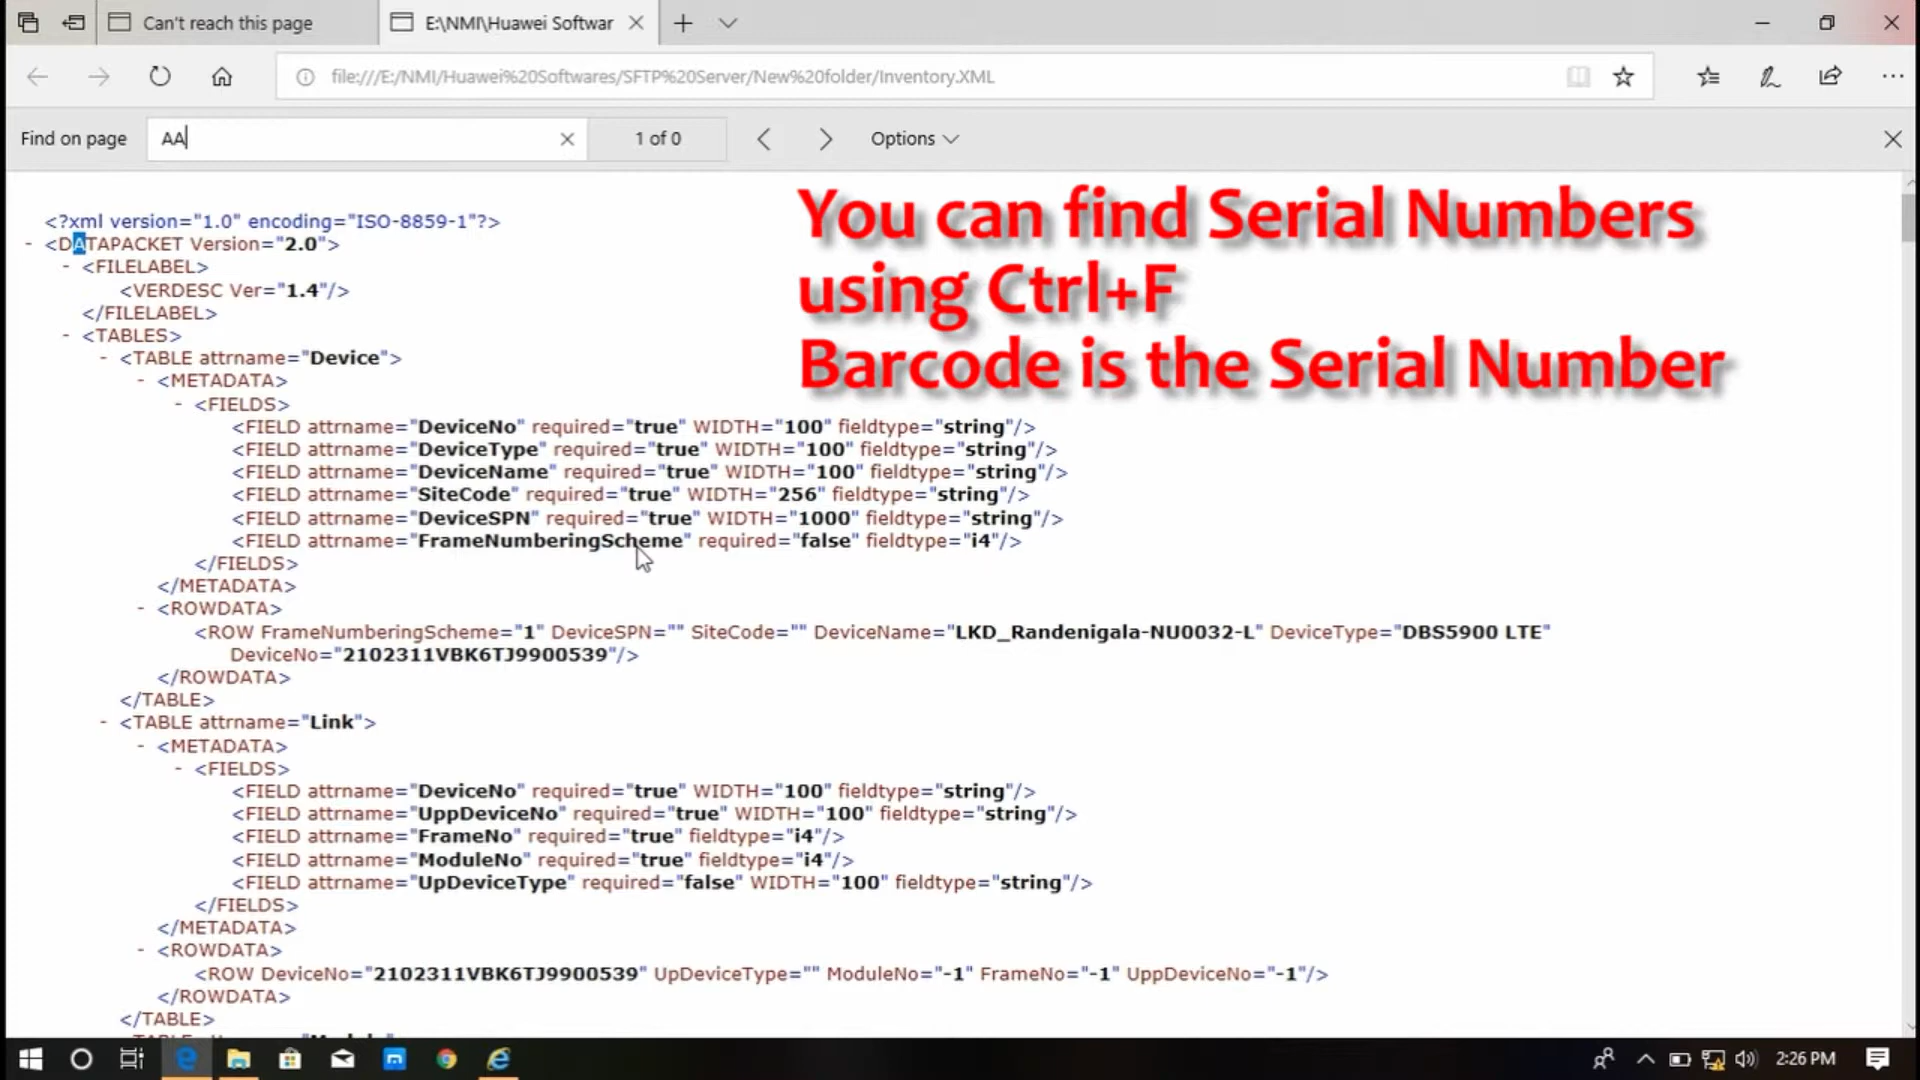 Can't reach this page
E:\NMI\Huawei Softwar
file:///E:/NMI/Huawei%20Softwares/SFTP%20Server/New%20folder/Inventory.XML
Find on page
AA
1 of 0
Options
You can find Serial Numbers
using Ctrl+F
Barcode is the Serial Number
<?xml version="1.0" encoding="ISO-8859-1"?>
- <DATAPACKET Version="2.0">
- <FILELABEL>
<VERDESC Ver="1.4"/>
</FILELABEL>
- <TABLES>
- <TABLE attrname="Device">
- <METADATA>
- <FIELDS>
<FIELD attrname="DeviceNo" required="true" WIDTH="100" fieldtype="string"/>
<FIELD attrname="DeviceType" required="true" WIDTH="100" fieldtype="string"/>
<FIELD attrname="DeviceName" required="true" WIDTH="100" fieldtype="string"/>
<FIELD attrname="SiteCode" required="true" WIDTH="256" fieldtype="string"/>
<FIELD attrname="DeviceSPN" required="true" WIDTH="1000" fieldtype="string"/>
<FIELD attrname="FrameNumberingScheme" required="false" fieldtype="i4"/>
</FIELDS>
</METADATA>
- <ROWDATA>
<ROW FrameNumberingScheme="1" DeviceSPN="" SiteCode="" DeviceName="LKD_Randenigala-NU0032-L" DeviceType="DBS5900 LTE"
DeviceNo="2102311VBK6TJ9900539"/>
</ROWDATA>
</TABLE>
- <TABLE attrname="Link">
- <METADATA>
- <FIELDS>
<FIELD attrname="DeviceNo" required="true" WIDTH="100" fieldtype="string"/>
<FIELD attrname="UppDeviceNo" required="true" WIDTH="100" fieldtype="string"/>
<FIELD attrname="FrameNo" required="true" fieldtype="i4"/>
<FIELD attrname="ModuleNo" required="true" fieldtype="i4"/>
<FIELD attrname="UpDeviceType" required="false" WIDTH="100" fieldtype="string"/>
</FIELDS>
</METADATA>
- <ROWDATA>
<ROW DeviceNo="2102311VBK6TJ9900539" UpDeviceType="" ModuleNo="-1" FrameNo="-1" UppDeviceNo="-1"/>
</ROWDATA>
</TABLE>
2:26 PM